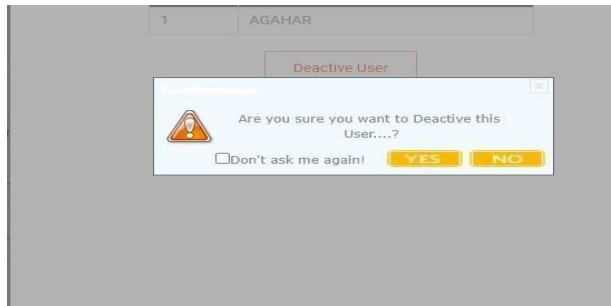 1 AGAHAR
Deactive User
Confirmation
Are you sure you want to Deactive this
User....?
Don't ask me again! YES NO